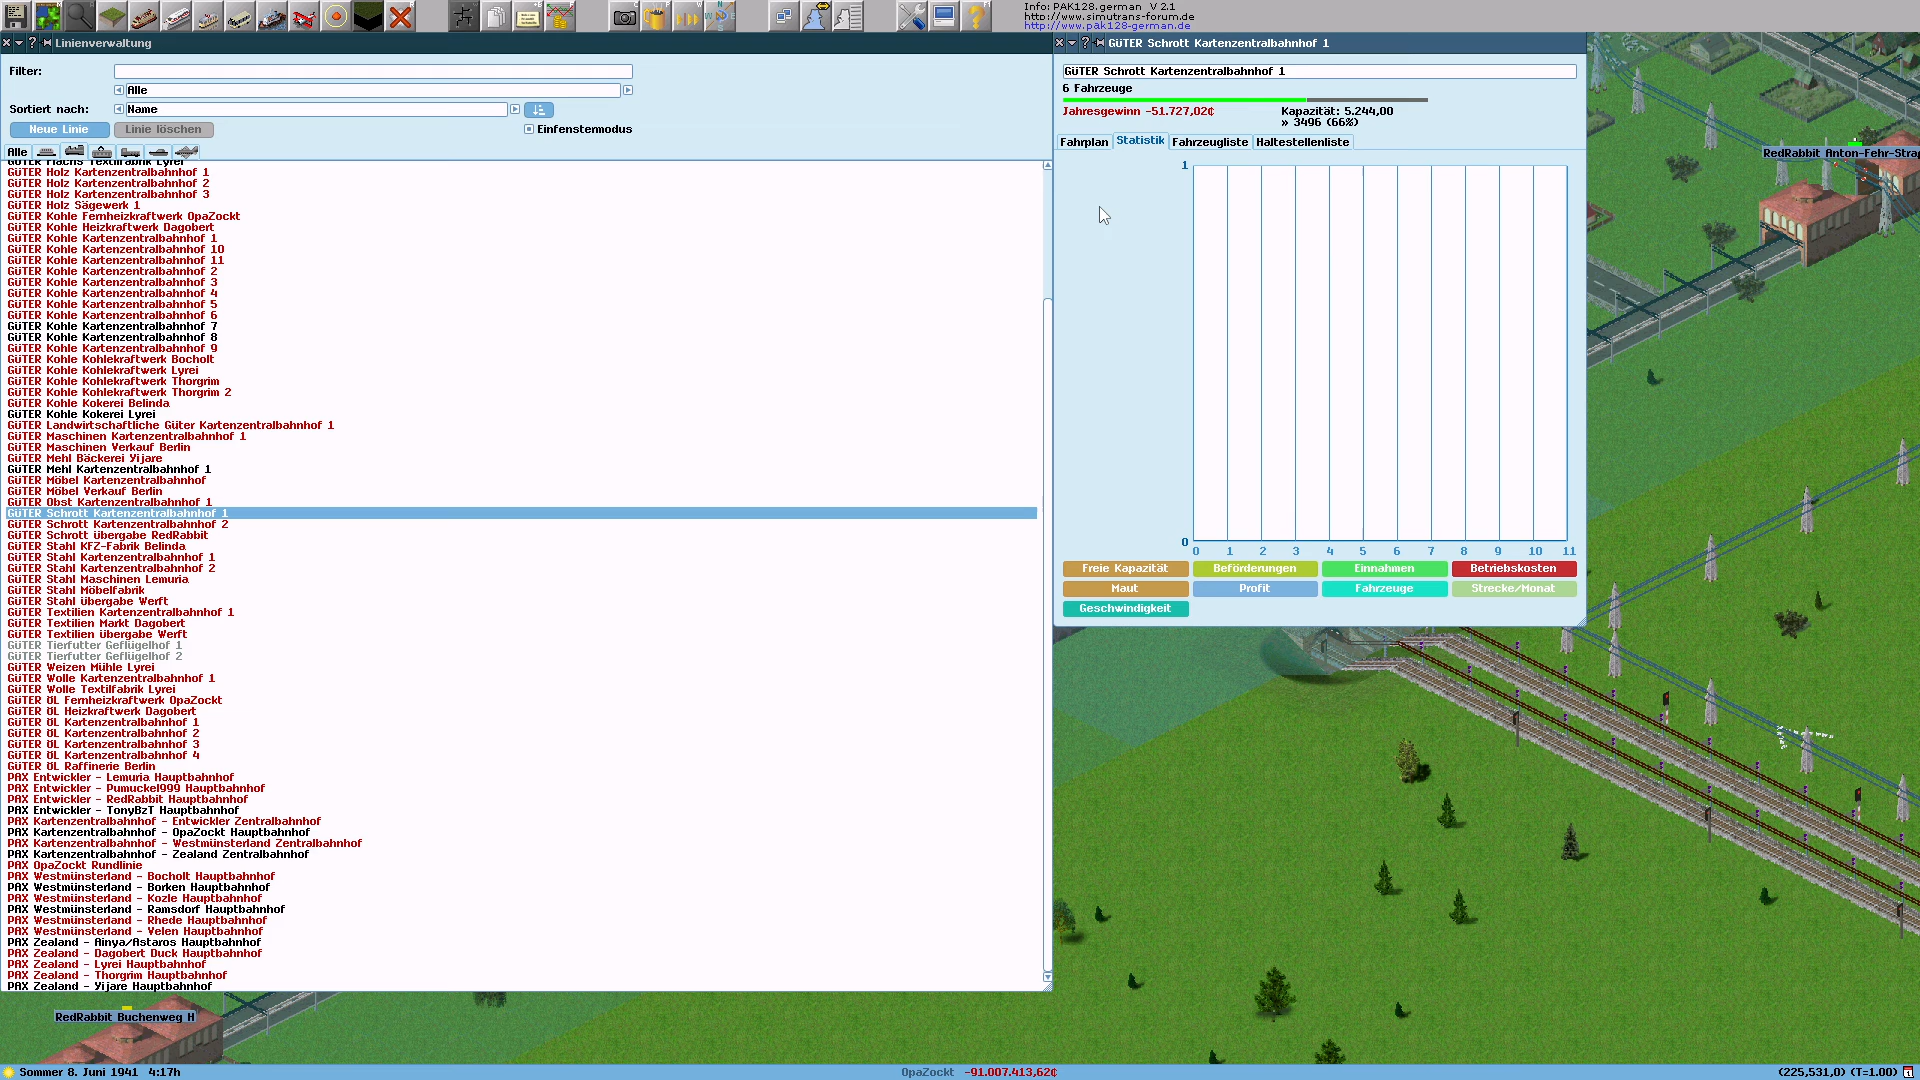 Info: PAK128.german V 2.1
http://www.simutrans-forum.de
http://www.pak128-german.de
Linienverwaltung
Filter:
Alle
Sortiert nach:
Name
Neue Linie
Linie löschen
Einfenstermodus
Alle
GÜTER Flachs Textilfabrik Lyrei
GÜTER Holz Kartenzentralbahnhof 1
GÜTER Holz Kartenzentralbahnhof 2
GÜTER Holz Kartenzentralbahnhof 3
GÜTER Holz Sägewerk 1
GÜTER Kohle Fernheizkraftwerk OpaZockt
GÜTER Kohle Heizkraftwerk Dagobert
GÜTER Kohle Kartenzentralbahnhof 1
GÜTER Kohle Kartenzentralbahnhof 10
GÜTER Kohle Kartenzentralbahnhof 11
GÜTER Kohle Kartenzentralbahnhof 2
GÜTER Kohle Kartenzentralbahnhof 3
GÜTER Kohle Kartenzentralbahnhof 4
GÜTER Kohle Kartenzentralbahnhof 5
GÜTER Kohle Kartenzentralbahnhof 6
GÜTER Kohle Kartenzentralbahnhof 7
GÜTER Kohle Kartenzentralbahnhof 8
GÜTER Kohle Kartenzentralbahnhof 9
GÜTER Kohle Kohlekraftwerk Bocholt
GÜTER Kohle Kohlekraftwerk Lyrei
GÜTER Kohle Kohlekraftwerk Thorgrim
GÜTER Kohle Kohlekraftwerk Thorgrim 2
GÜTER Kohle Kokerei Belinda
GÜTER Kohle Kokerei Lyrei
GÜTER Landwirtschaftliche Güter Kartenzentralbahnhof 1
GÜTER Maschinen Kartenzentralbahnhof 1
GÜTER Maschinen Verkauf Berlin
GÜTER Mehl Bäckerei Yijare
GÜTER Mehl Kartenzentralbahnhof 1
GÜTER Möbel Kartenzentralbahnhof
GÜTER Möbel Verkauf Berlin
GÜTER Obst Kartenzentralbahnhof 1
GÜTER Schrott Kartenzentralbahnhof 1
GÜTER Schrott Kartenzentralbahnhof 2
GÜTER Schrott Übergabe RedRabbit
GÜTER Stahl KFZ-Fabrik Belinda
GÜTER Stahl Kartenzentralbahnhof 1
GÜTER Stahl Kartenzentralbahnhof 2
GÜTER Stahl Maschinen Lemuria
GÜTER Stahl Möbelfabrik
GÜTER Stahl Übergabe Werft
GÜTER Textilien Kartenzentralbahnhof 1
GÜTER Textilien Markt Dagobert
GÜTER Textilien Übergabe Werft
GÜTER Tierfutter Geflügelhof 1
GÜTER Tierfutter Geflügelhof 2
GÜTER Weizen Mühle Lyrei
GÜTER Wolle Kartenzentralbahnhof 1
GÜTER Wolle Textilfabrik Lyrei
GÜTER ÖL Fernheizkraftwerk OpaZockt
GÜTER ÖL Heizkraftwerk Dagobert
GÜTER ÖL Kartenzentralbahnhof 1
GÜTER ÖL Kartenzentralbahnhof 2
GÜTER ÖL Kartenzentralbahnhof 3
GÜTER ÖL Kartenzentralbahnhof 4
GÜTER ÖL Raffinerie Berlin
PAX Entwickler - Lemuria Hauptbahnhof
PAX Entwickler - Pumuckel999 Hauptbahnhof
PAX Entwickler - RedRabbit Hauptbahnhof
PAX Entwickler - TonyBzT Hauptbahnhof
PAX Kartenzentralbahnhof - Entwickler Zentralbahnhof
PAX Kartenzentralbahnhof - OpaZockt Hauptbahnhof
PAX Kartenzentralbahnhof - Westmünsterland Zentralbahnhof
PAX Kartenzentralbahnhof - Zealand Zentralbahnhof
PAX OpaZockt Rundlinie
PAX Westmünsterland - Bocholt Hauptbahnhof
PAX Westmünsterland - Borken Hauptbahnhof
PAX Westmünsterland - Kozle Hauptbahnhof
PAX Westmünsterland - Ramsdorf Hauptbahnhof
PAX Westmünsterland - Rhede Hauptbahnhof
PAX Westmünsterland - Velen Hauptbahnhof
PAX Zealand - Ainya/Astaros Hauptbahnhof
PAX Zealand - Dagobert Duck Hauptbahnhof
PAX Zealand - Lyrei Hauptbahnhof
PAX Zealand - Thorgrim Hauptbahnhof
PAX Zealand - Yijare Hauptbahnhof
GÜTER Schrott Kartenzentralbahnhof 1
GÜTER Schrott Kartenzentralbahnhof 1
6 Fahrzeuge
Jahresgewinn -51.727,02¢
Kapazität: 5.244,00
» 3496 (66%)
Fahrplan Statistik Fahrzeugliste Haltestellenliste
1
0
0 1 2 3 4 5 6 7 8 9 10 11
Freie Kapazität Beförderungen Einnahmen Betriebskosten
Maut Profit Fahrzeuge Strecke/Monat
Geschwindigkeit
RedRabbit Anton-Fehr-Straß
RedRabbit Buchenweg H
Sommer 8. Juni 1941 4:17h
OpaZockt -91.007.413,62¢
(225,531,0) (T=1.00)